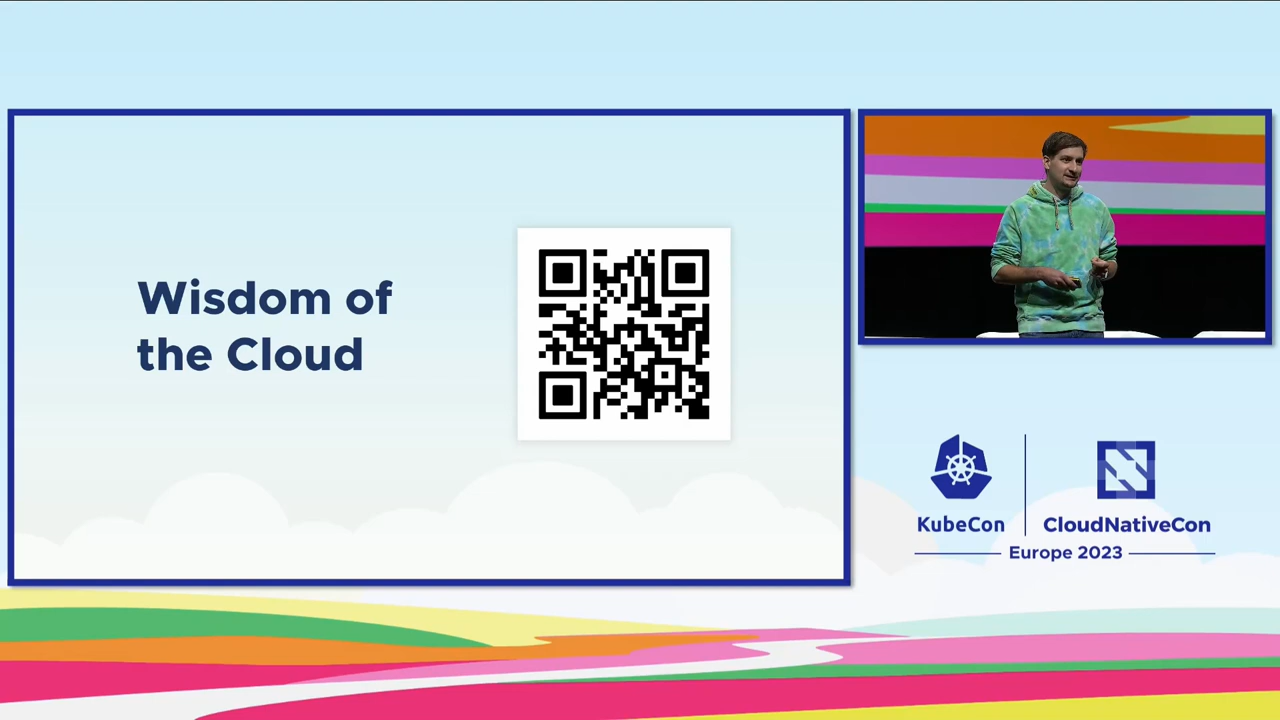 Wisdom of
the Cloud
KubeCon
CloudNativeCon
Europe 2023